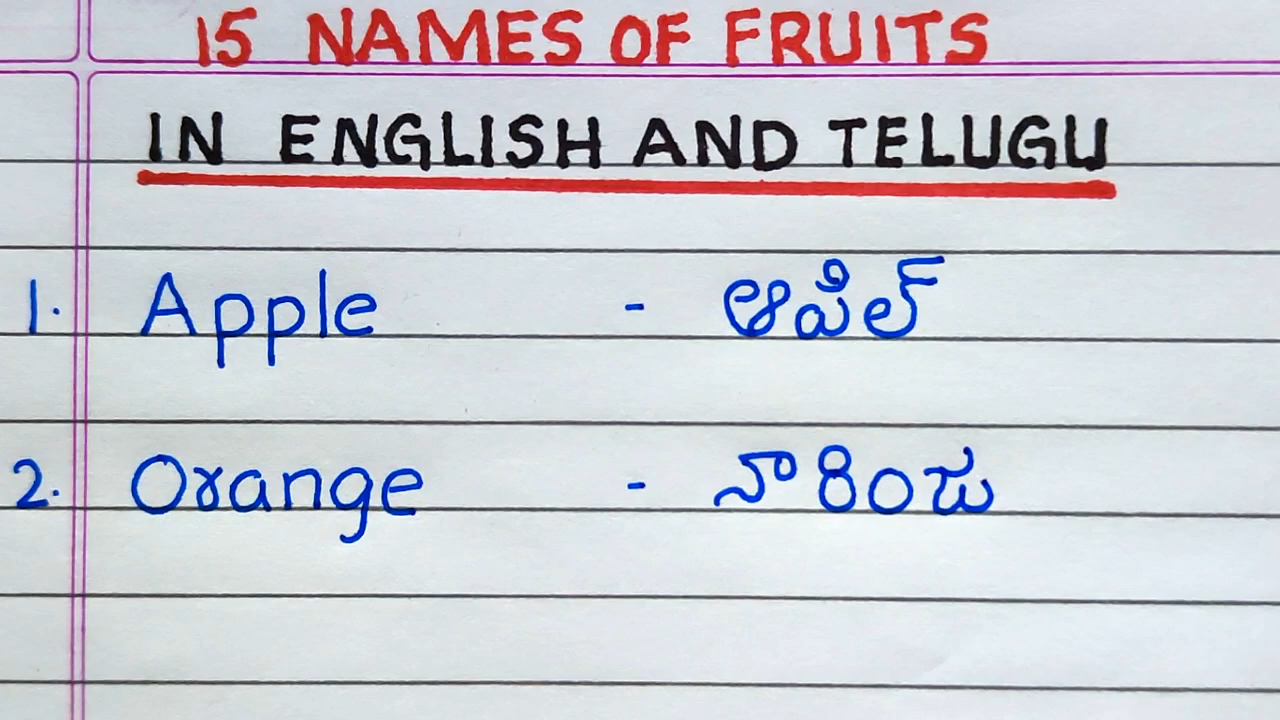 15 NAMES OF FRUITS
IN ENGLISH AND TELUGU
1. Apple - ఆపిల్
2. Orange - నారింజు